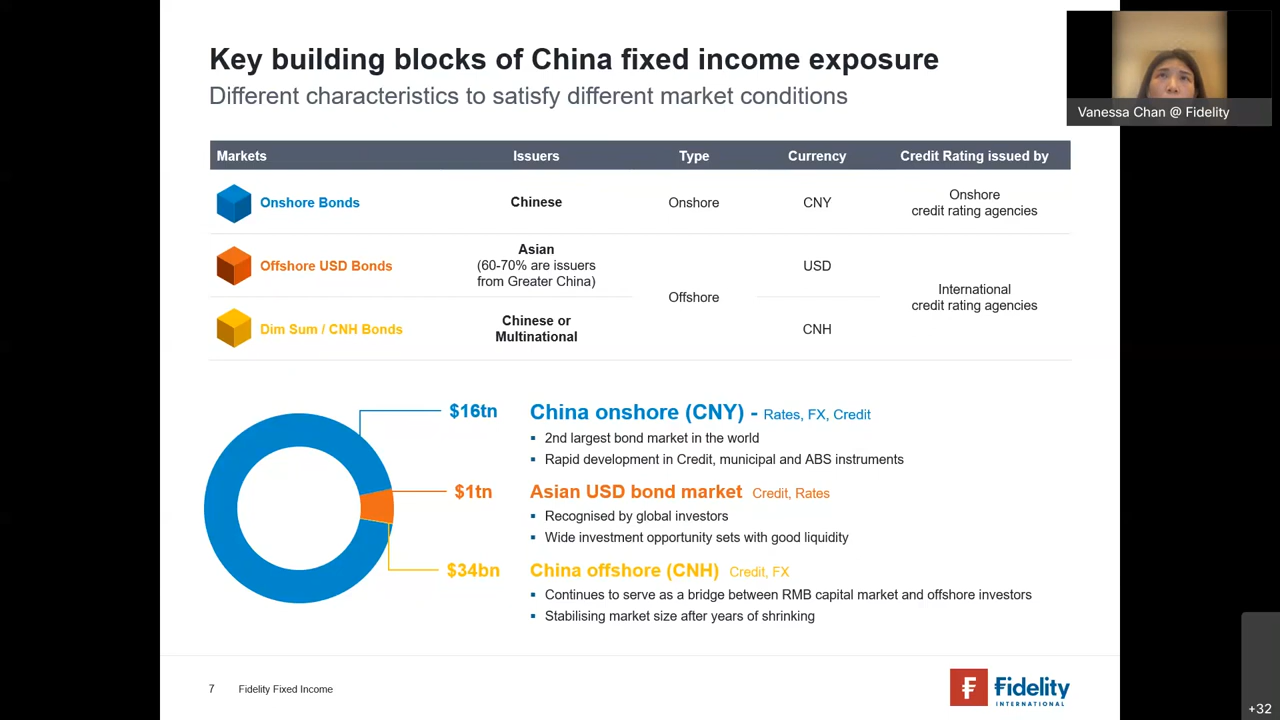 Key building blocks of China fixed income exposure
Different characteristics to satisfy different market conditions
Vanessa Chan @ Fidelity
Markets Issuers Type Currency Credit Rating issued by
Onshore Bonds Chinese Onshore CNY Onshore
credit rating agencies
Offshore USD Bonds Asian
(60-70% are issuers
from Greater China) USD
Offshore International
credit rating agencies
Dim Sum / CNH Bonds Chinese or
Multinational CNH
$16tn China onshore (CNY) - Rates, FX, Credit
▪ 2nd largest bond market in the world
▪ Rapid development in Credit, municipal and ABS instruments
$1tn Asian USD bond market Credit, Rates
▪ Recognised by global investors
▪ Wide investment opportunity sets with good liquidity
$34bn China offshore (CNH) Credit, FX
▪ Continues to serve as a bridge between RMB capital market and offshore investors
▪ Stabilising market size after years of shrinking
7 Fidelity Fixed Income
Fidelity
INTERNATIONAL
+32